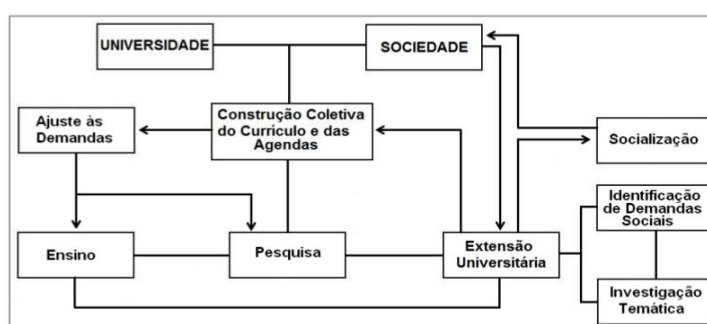 UNIVERSIDADE
SOCIEDADE
Ajuste às
Demandas
Construção Coletiva
do Curriculo e das
Agendas
Socialização
Identificação
de Demandas
Sociais
Ensino
Pesquisa
Extensão
Universitária
Investigação
Temática